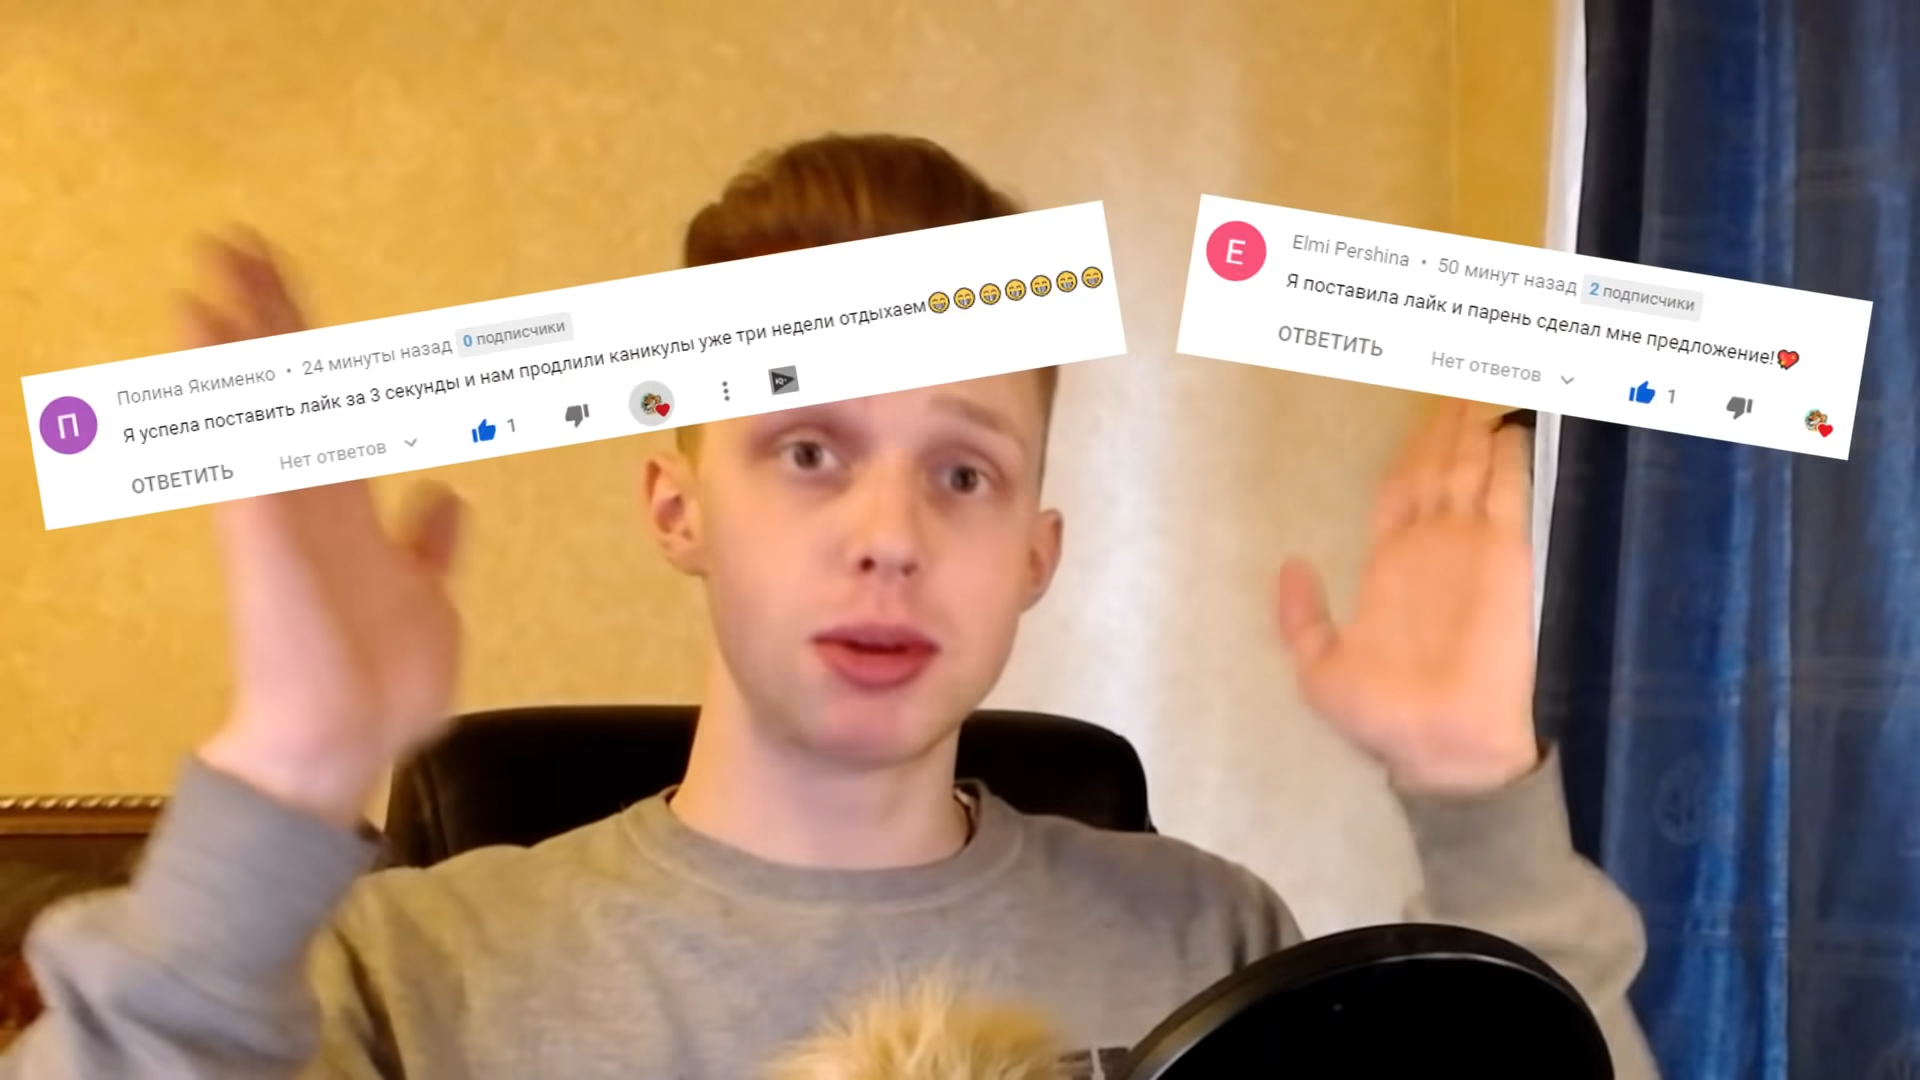 П
Полина Якименко • 24 минуты назад 0 подписчики
Я успела поставить лайк за 3 секунды и нам продлили каникулы уже три недели отдыхаем😁😁😁😁😁😁😁
ОТВЕТИТЬ Нет ответов 1
E
Elmi Pershina • 50 минут назад 2 подписчики
Я поставила лайк и парень сделал мне предложение!💖
ОТВЕТИТЬ Нет ответов 1